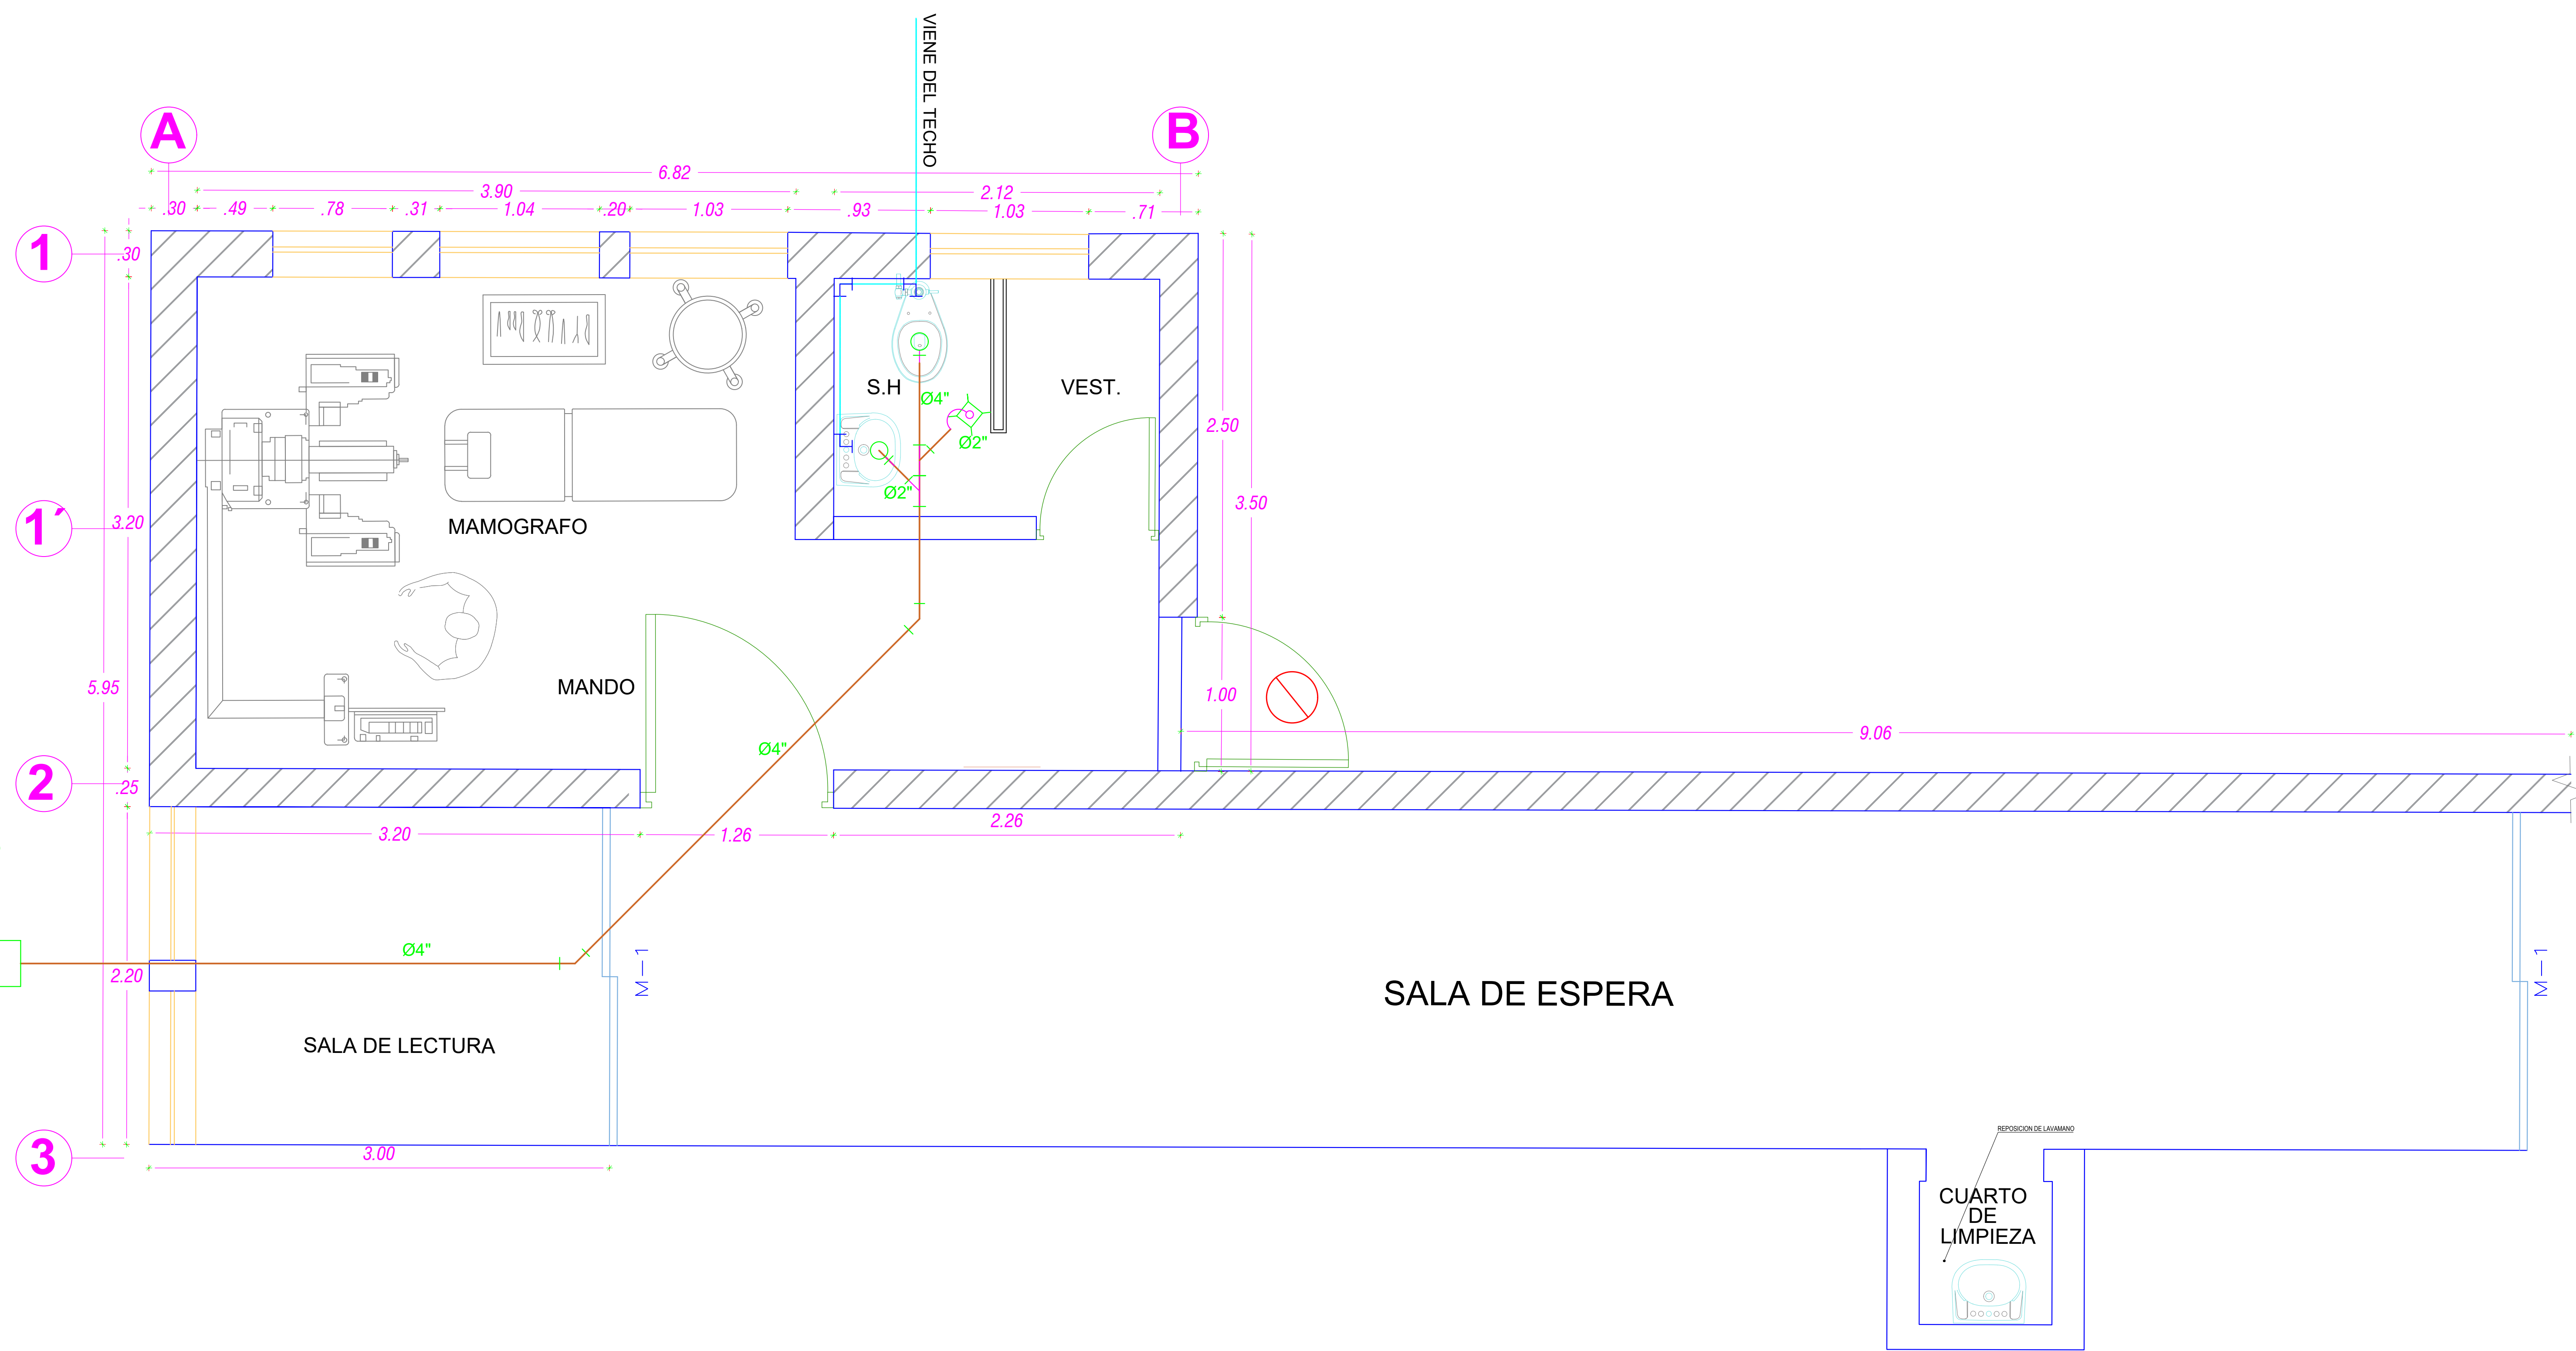 VIENE DEL TECHO
A
B
6.82
3.90
2.12
.30
.49
.78
.31
1.04
.20
1.03
.93
1.03
.71
1
.30
S.H
VEST.
Ø4"
Ø2"
Ø2"
2.50
3.50
1´
3.20
MAMOGRAFO
MANDO
5.95
1.00
9.06
Ø4"
2
.25
3.20
1.26
2.26
Ø4"
M-1
M-1
2.20
SALA DE ESPERA
SALA DE LECTURA
3
3.00
REPOSICION DE LAVAMANO
CUARTO
DE
LIMPIEZA